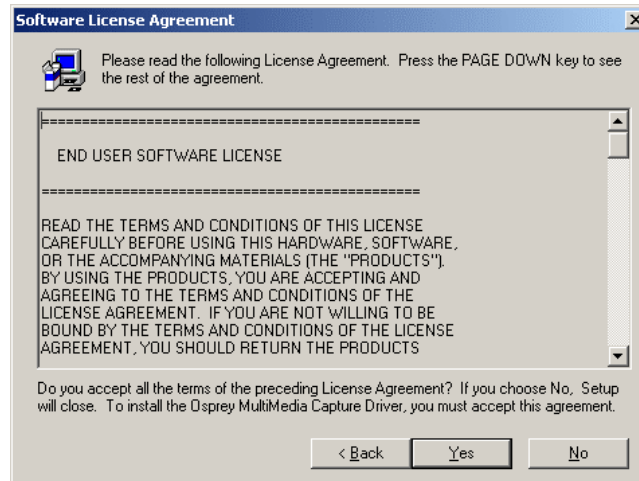 Software License Agreement
Please read the following License Agreement. Press the PAGE DOWN key to see
the rest of the agreement.
================================================
END USER SOFTWARE LICENSE
================================================
READ THE TERMS AND CONDITIONS OF THIS LICENSE
CAREFULLY BEFORE USING THIS HARDWARE, SOFTWARE,
OR THE ACCOMPANYING MATERIALS (THE "PRODUCTS").
BY USING THE PRODUCTS, YOU ARE ACCEPTING AND
AGREEING TO THE TERMS AND CONDITIONS OF THE
LICENSE AGREEMENT. IF YOU ARE NOT WILLING TO BE
BOUND BY THE TERMS AND CONDITIONS OF THE LICENSE
AGREEMENT, YOU SHOULD RETURN THE PRODUCTS
Do you accept all the terms of the preceding License Agreement? If you choose No, Setup
will close. To install the Osprey MultiMedia Capture Driver, you must accept this agreement.
< Back Yes No